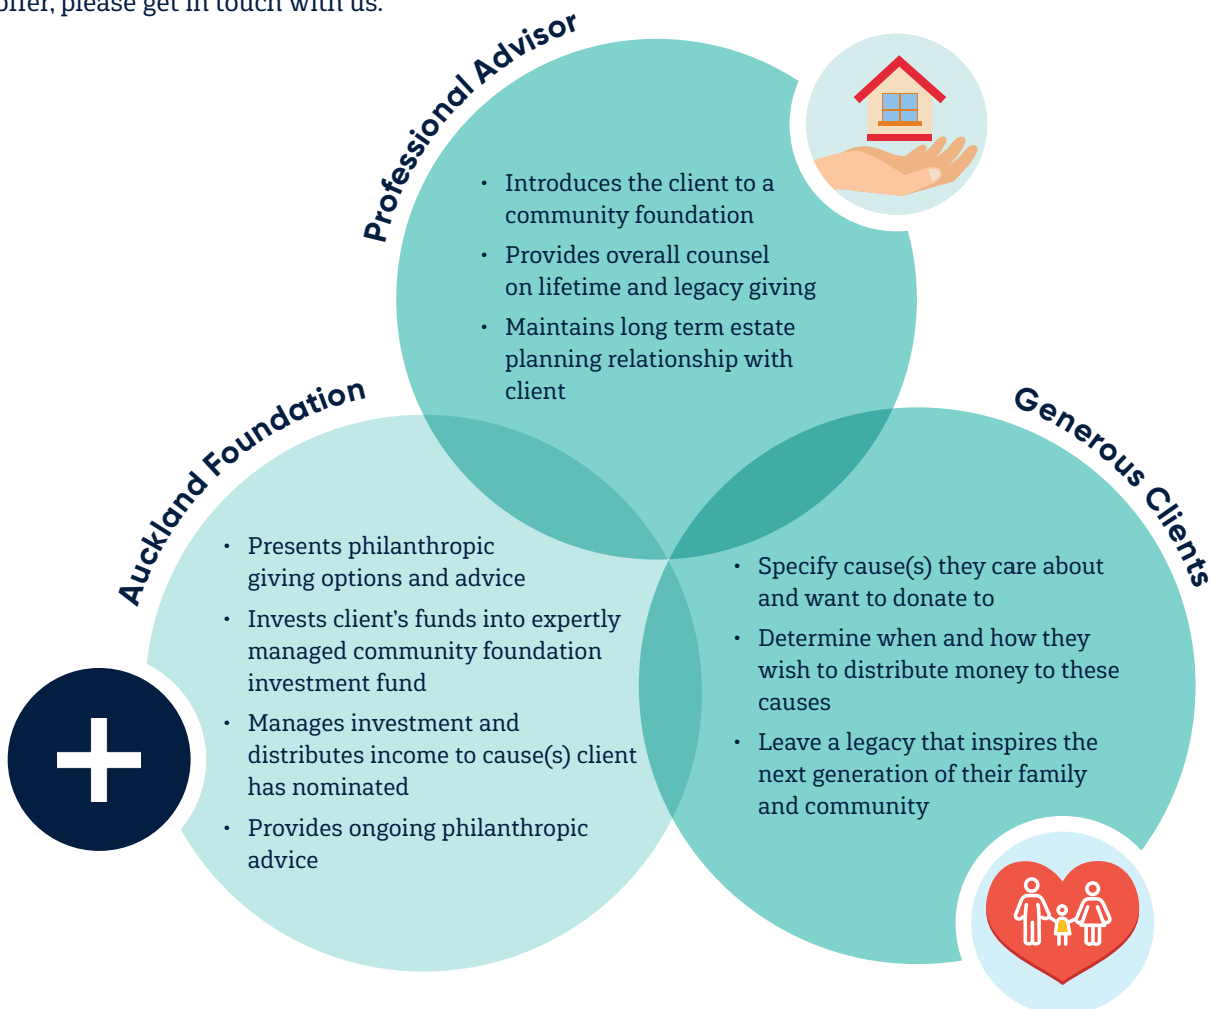 offer, please get in touch with us.
Professional Advisor
• Introduces the client to a
community foundation
• Provides overall counsel
on lifetime and legacy giving
• Maintains long term estate
planning relationship with
client
Auckland Foundation
• Presents philanthropic
giving options and advice
• Invests client’s funds into expertly
managed community foundation
investment fund
• Manages investment and
distributes income to cause(s) client
has nominated
• Provides ongoing philanthropic
advice
Generous Clients
• Specify cause(s) they care about
and want to donate to
• Determine when and how they
wish to distribute money to these
causes
• Leave a legacy that inspires the
next generation of their family
and community